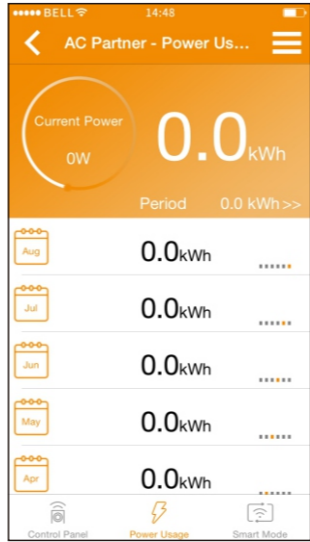 BELL 14:48
AC Partner - Power Us...
Current Power
0W
0.0kWh
Period 0.0 kWh>>
Aug 0.0kWh
Jul 0.0kWh
Jun 0.0kWh
May 0.0kWh
Apr 0.0kWh
Control Panel Power Usage Smart Mode